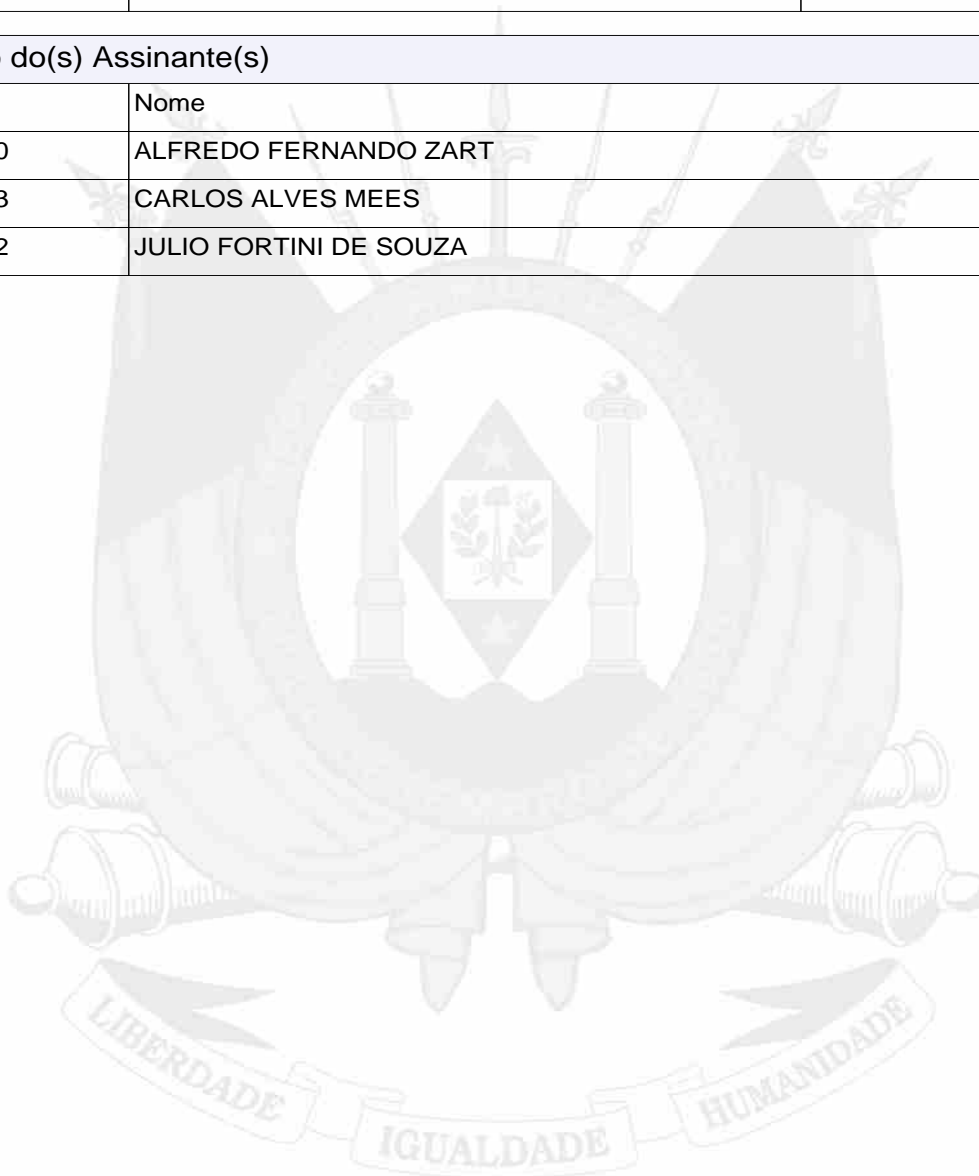 do(s) Assinante(s)
Nome
0 ALFREDO FERNANDO ZART
3 CARLOS ALVES MEES
2 JULIO FORTINI DE SOUZA
LIBERDADE IGUALDADE HUMANIDADE